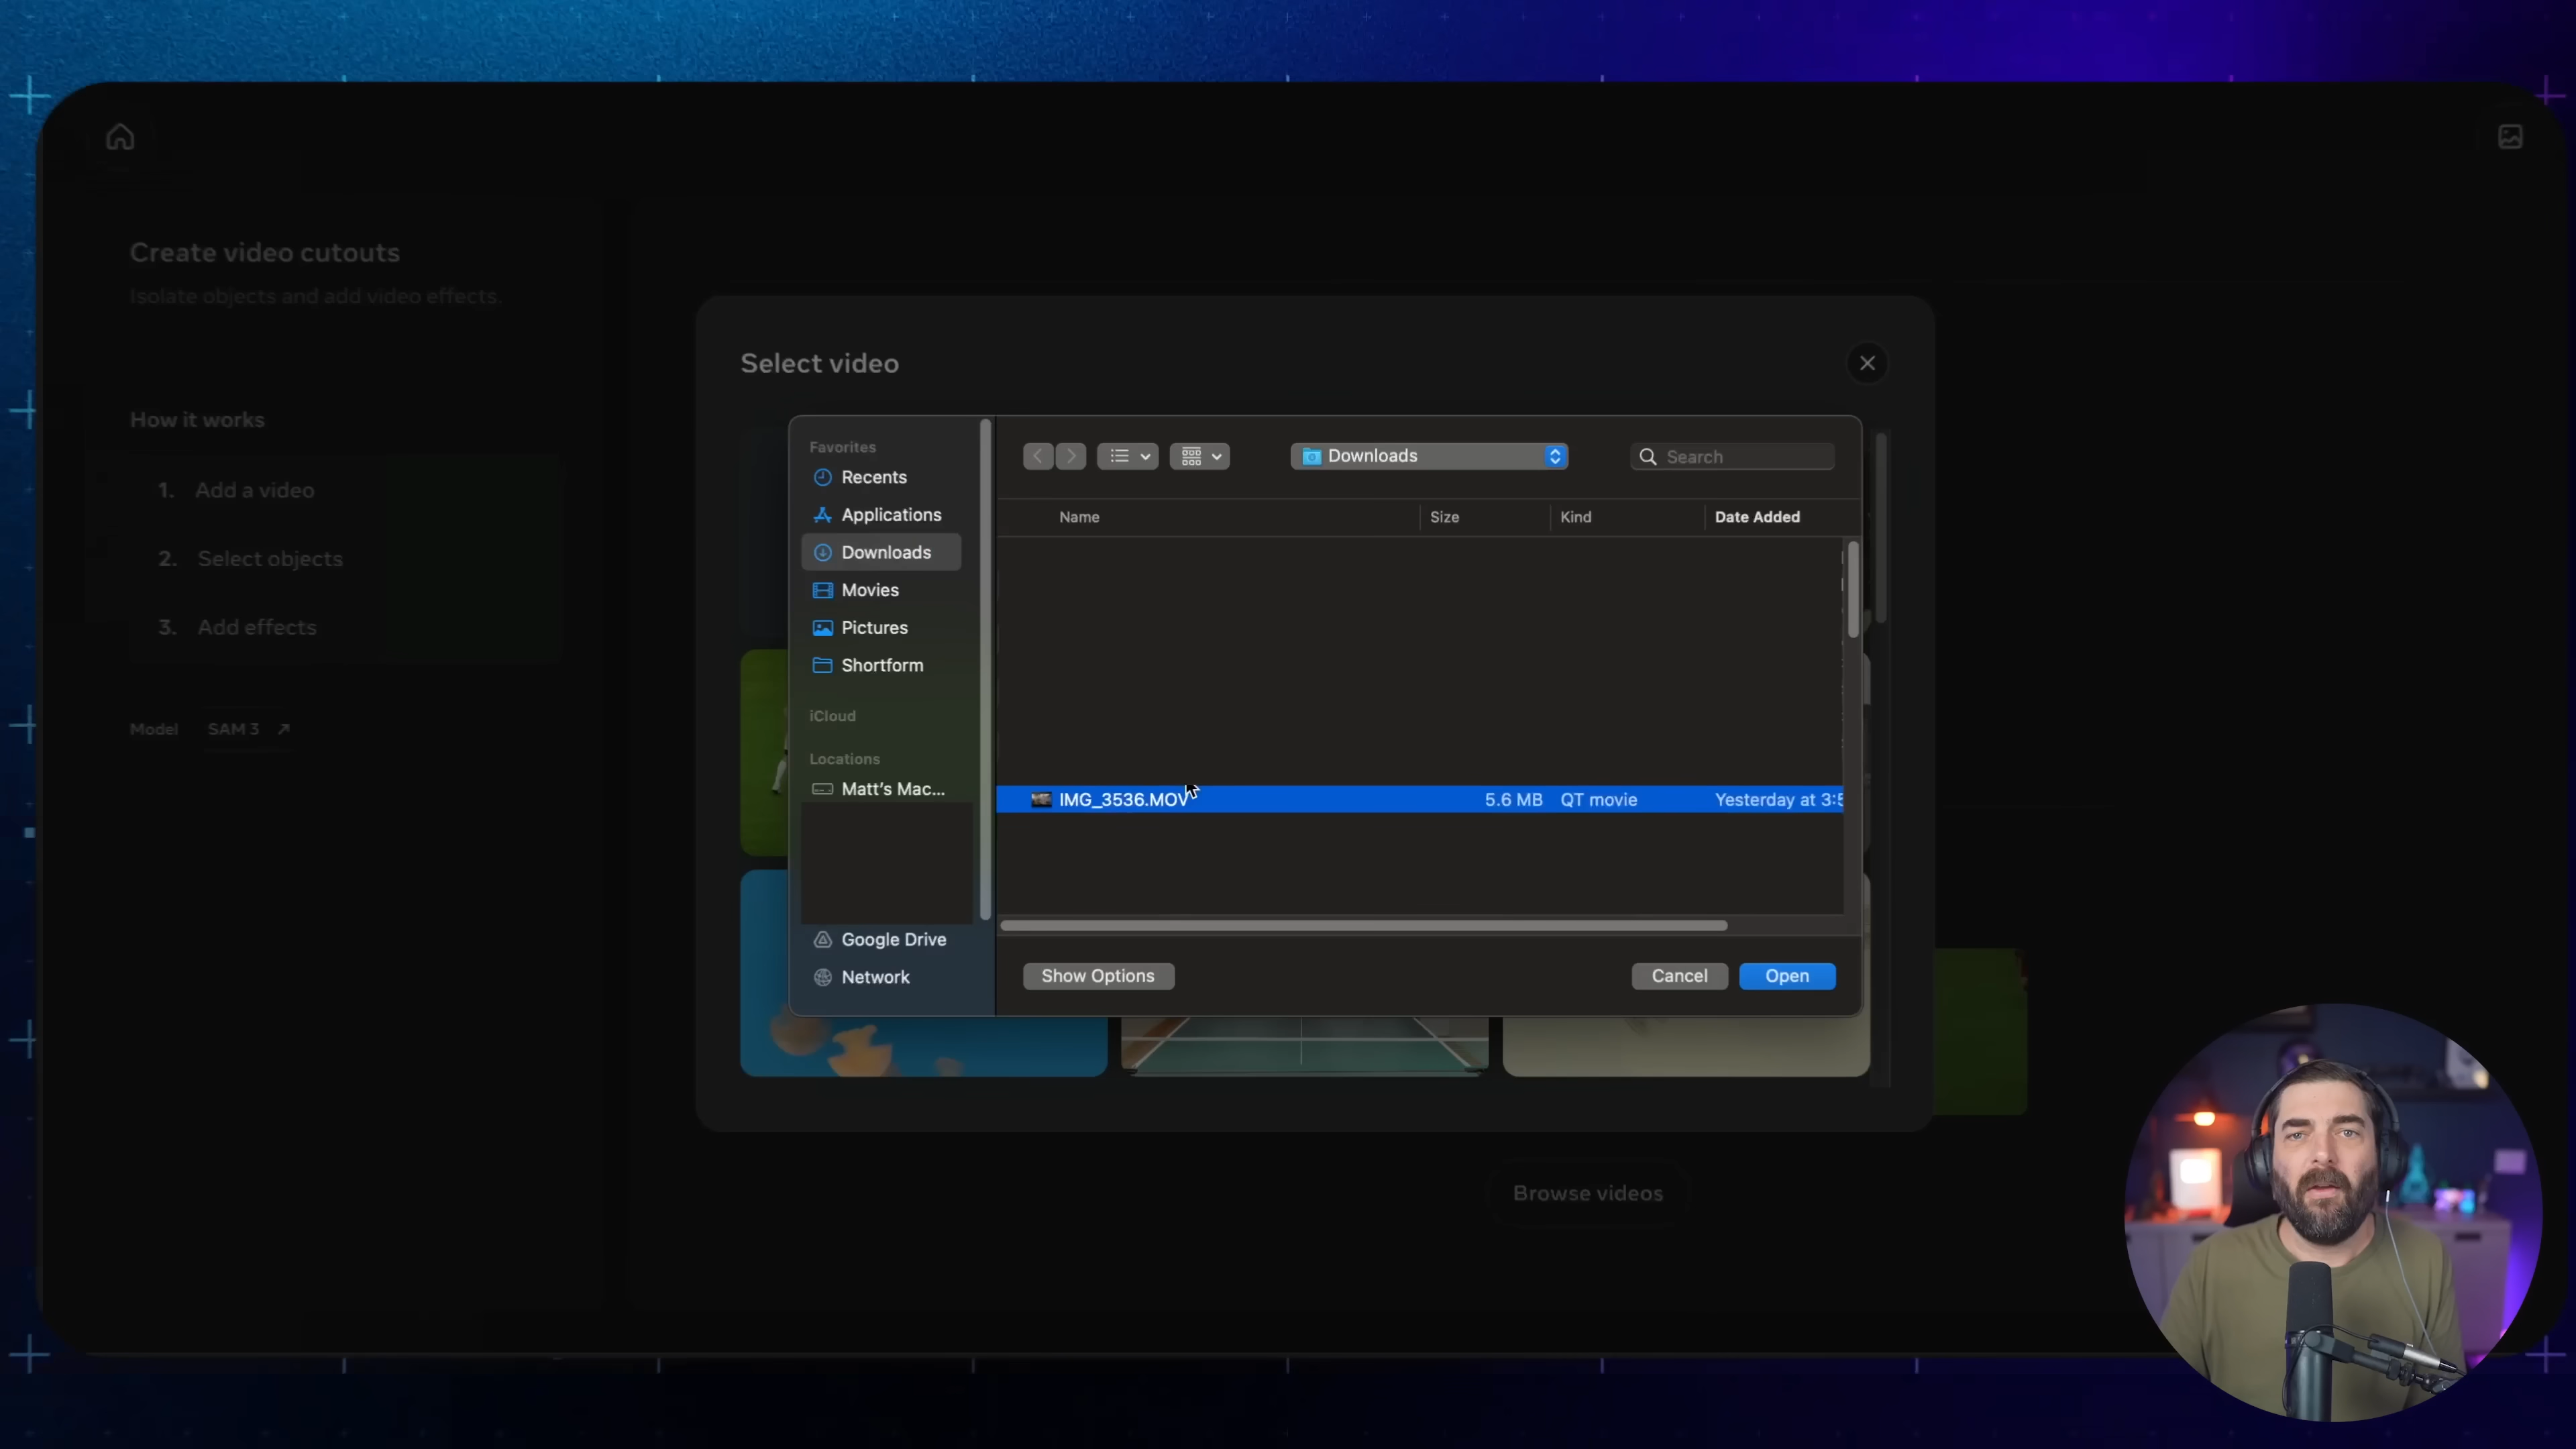 Create video cutouts
Isolate objects and add video effects.
How it works
1. Add a video
2. Select objects
3. Add effects
Model SAM 3
Select video
Favorites
Recents
Applications
Downloads
Movies
Pictures
Shortform
iCloud
Locations
Matt's Mac...
Google Drive
Network
Downloads
Search
Name Size Kind Date Added
IMG_3536.MOV 5.6 MB QT movie Yesterday at 3:5
Show Options Cancel Open
Browse videos